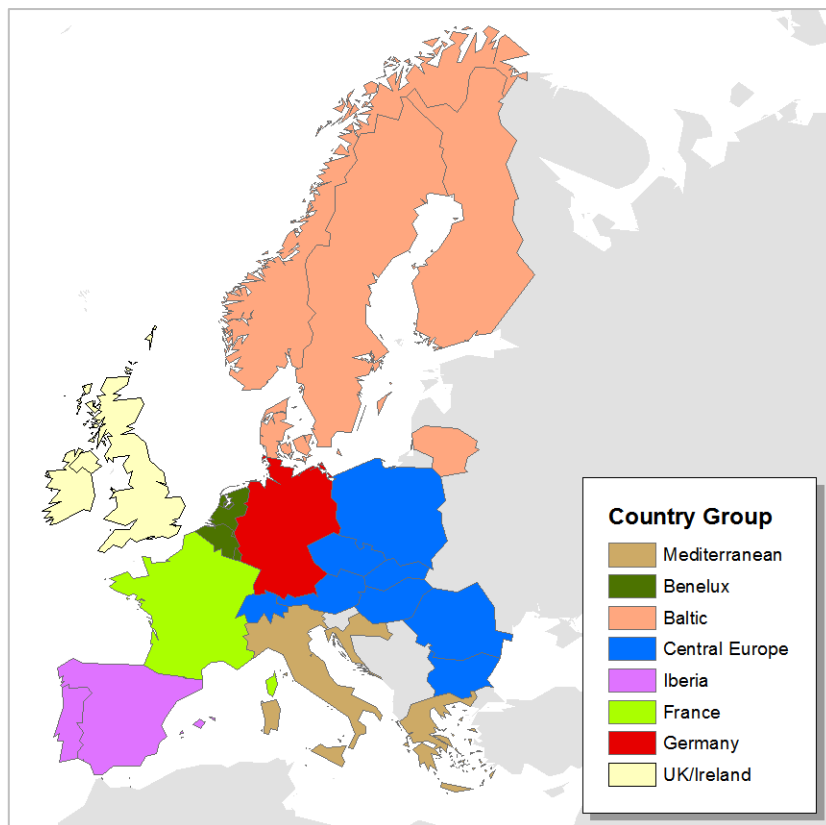 Country Group
Mediterranean
Benelux
Baltic
Central Europe
Iberia
France
Germany
UK/Ireland